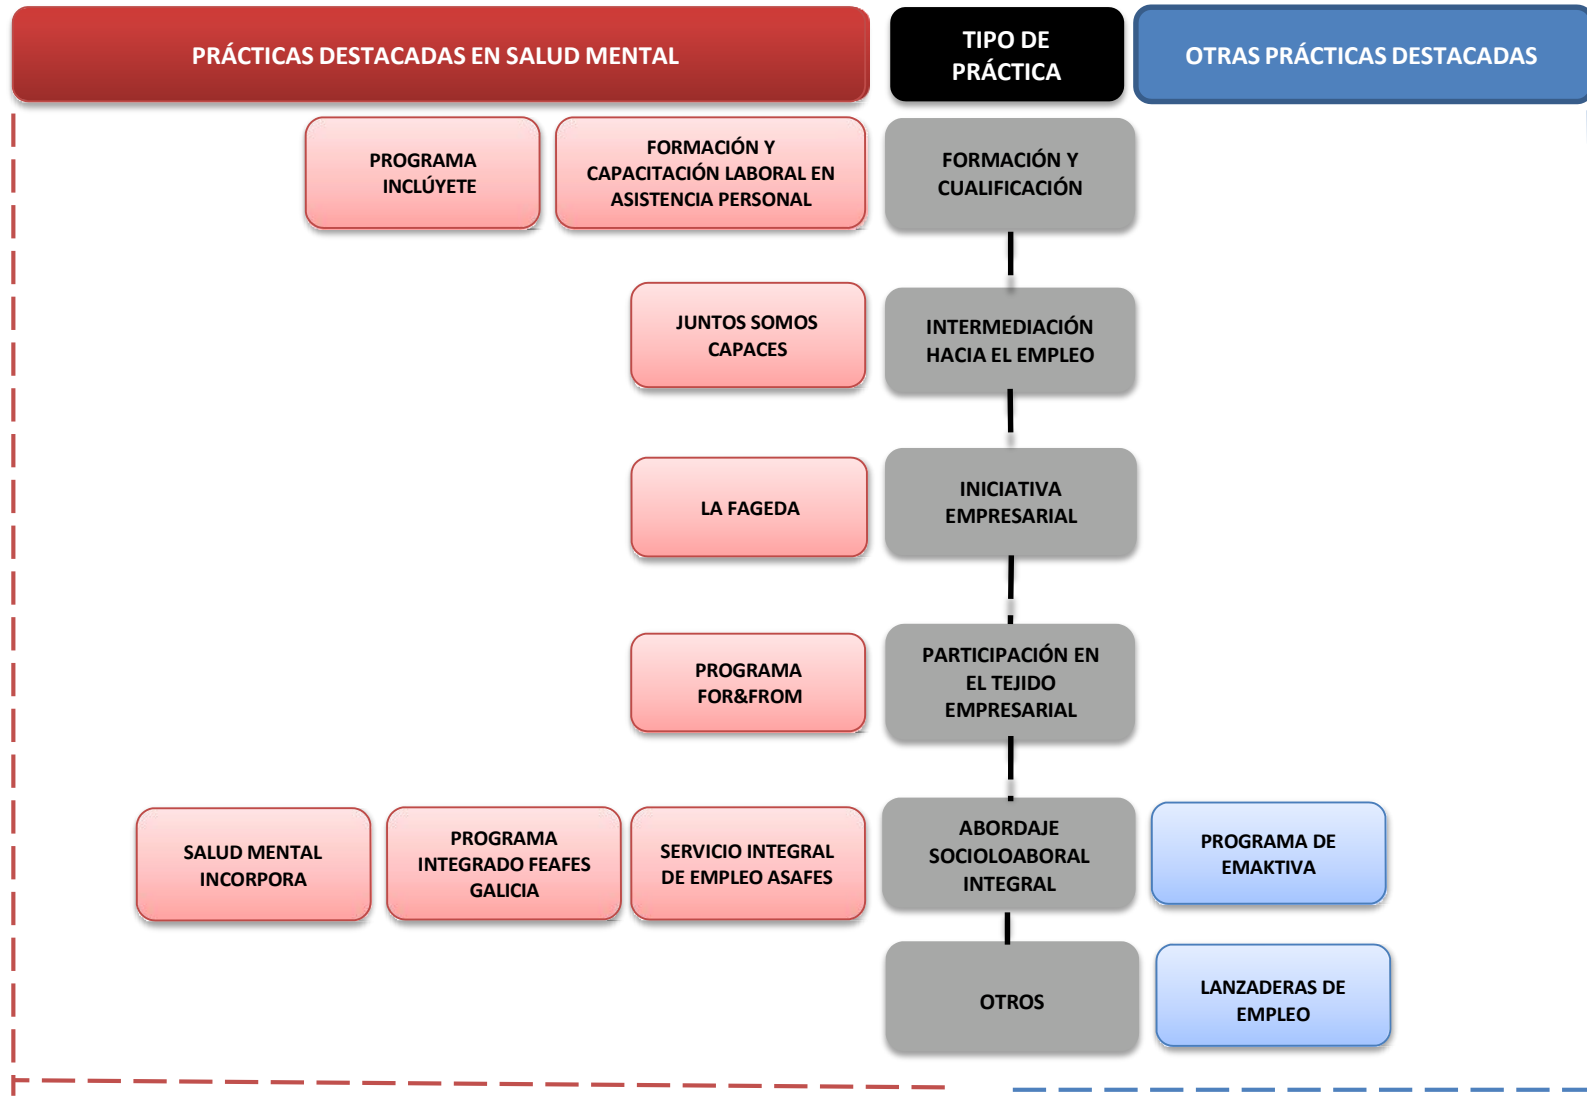 PRÁCTICAS DESTACADAS EN SALUD MENTAL
TIPO DE
PRÁCTICA
OTRAS PRÁCTICAS DESTACADAS
PROGRAMA
INCLÚYETE
FORMACIÓN Y
CAPACITACIÓN LABORAL EN
ASISTENCIA PERSONAL
FORMACIÓN Y
CUALIFICACIÓN
JUNTOS SOMOS
CAPACES
INTERMEDIACIÓN
HACIA EL EMPLEO
LA FAGEDA
INICIATIVA
EMPRESARIAL
PROGRAMA
FOR&FROM
PARTICIPACIÓN EN
EL TEJIDO
EMPRESARIAL
SALUD MENTAL
INCORPORA
PROGRAMA
INTEGRADO FEAFES
GALICIA
SERVICIO INTEGRAL
DE EMPLEO ASAFES
ABORDAJE
SOCIOLOABORAL
INTEGRAL
PROGRAMA DE
EMAKTIVA
OTROS
LANZADERAS DE
EMPLEO